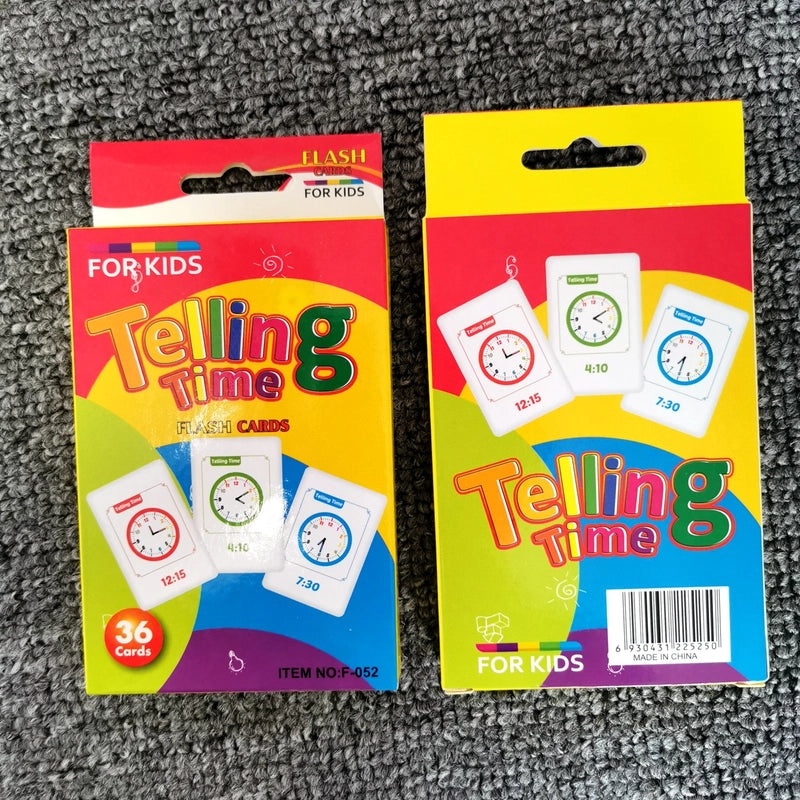 FLASH
CARDS
FOR KIDS
FOR KIDS
Telling
Time
FLASH CARDS
Telling Time
12:15
Telling Time
4:10
Telling Time
7:30
36
Cards
ITEM NO:F-052
Telling Time
12:15
Telling Time
4:10
Telling Time
7:30
Telling
Time
FOR KIDS
6 930431 225250
MADE IN CHINA